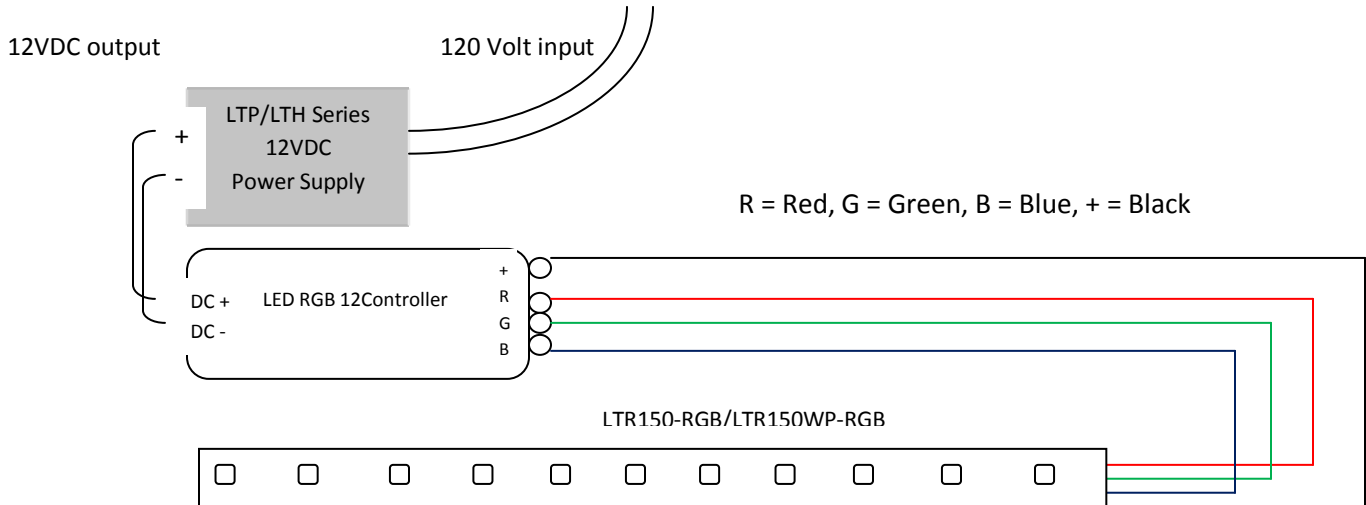 12VDC output
120 Volt input
LTP/LTH Series
12VDC
Power Supply
+
-
R = Red, G = Green, B = Blue, + = Black
LED RGB 12Controller
DC +
DC -
+
R
G
B
LTR150-RGB/LTR150WP-RGB